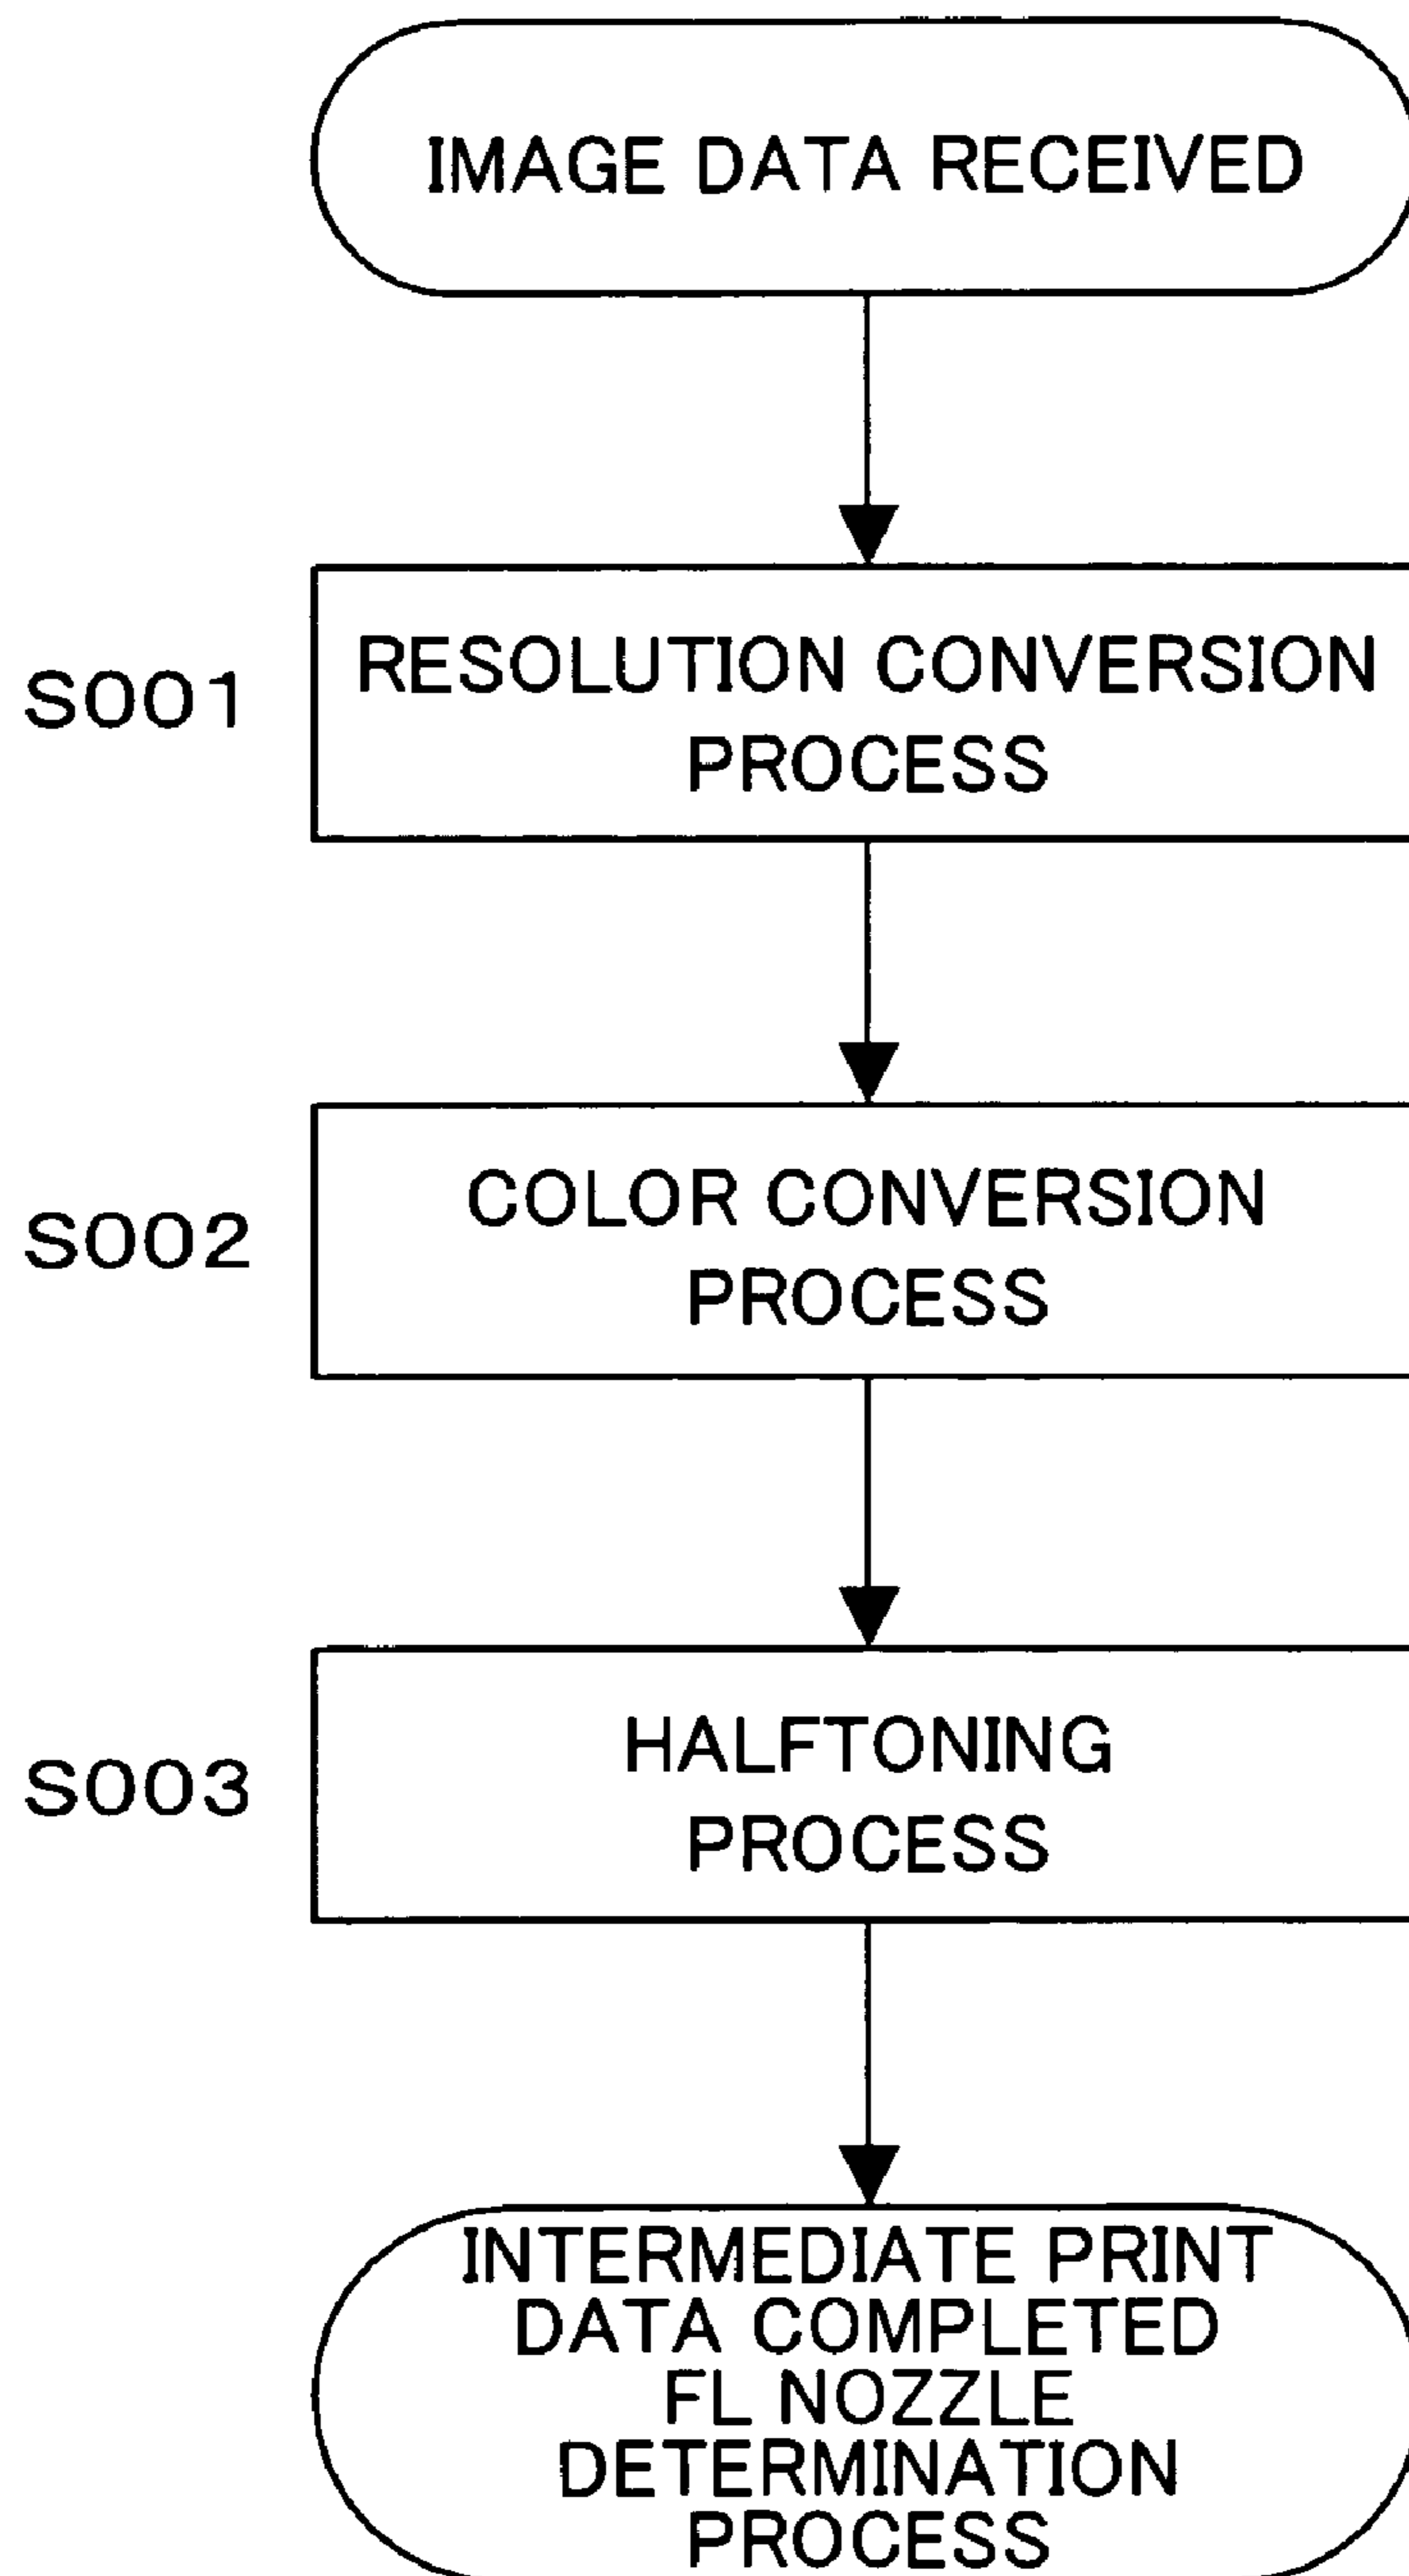 IMAGE DATA RECEIVED
S001
RESOLUTION CONVERSION
PROCESS
S002
COLOR CONVERSION
PROCESS
S003
HALFTONING
PROCESS
INTERMEDIATE PRINT
DATA COMPLETED
FL NOZZLE
DETERMINATION
PROCESS